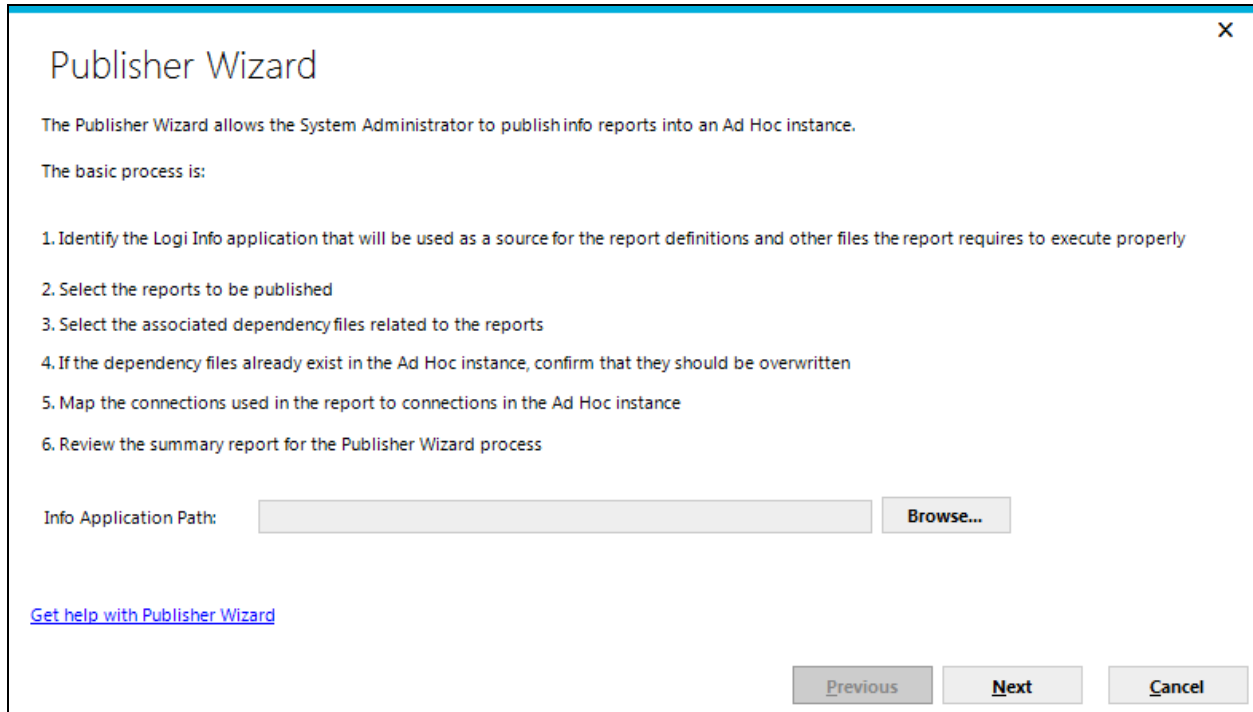 Publisher Wizard
The Publisher Wizard allows the System Administrator to publish info reports into an Ad Hoc instance.
The basic process is:
1. Identify the Logi Info application that will be used as a source for the report definitions and other files the report requires to execute properly
2. Select the reports to be published
3. Select the associated dependency files related to the reports
4. If the dependency files already exist in the Ad Hoc instance, confirm that they should be overwritten
5. Map the connections used in the report to connections in the Ad Hoc instance
6. Review the summary report for the Publisher Wizard process
Info Application Path: Browse...
Get help with Publisher Wizard
Previous Next Cancel